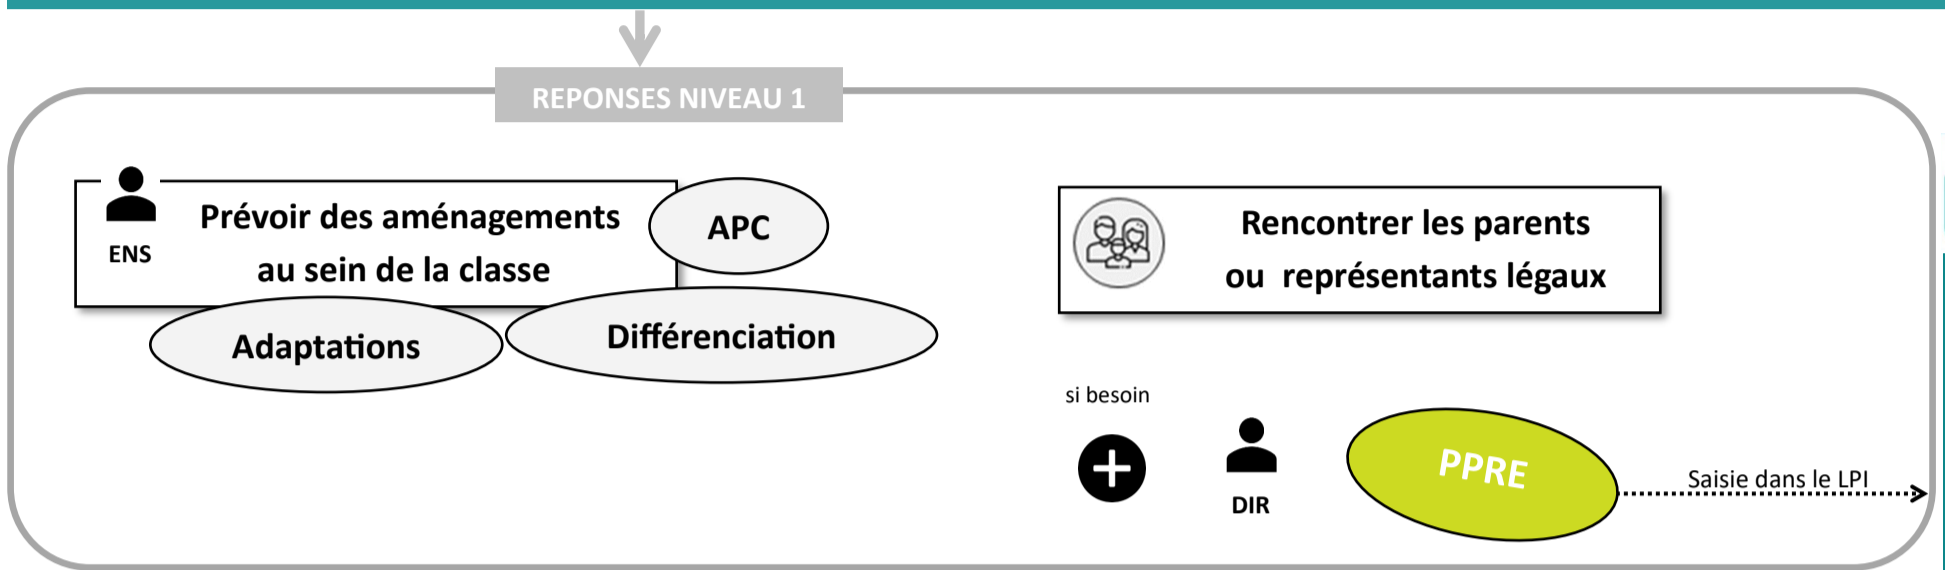 REPONSES NIVEAU 1
ENS
Prévoir des aménagements
au sein de la classe
APC
Adaptations
Différenciation
Rencontrer les parents
ou représentants légaux
si besoin
DIR
PPRE
Saisie dans le LPI